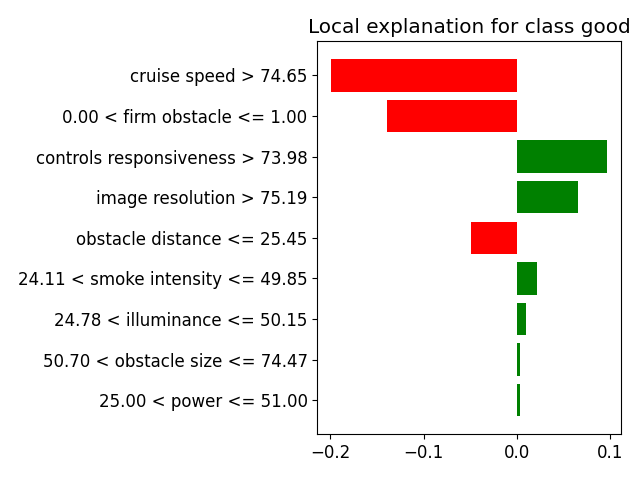 Local explanation for class good
cruise speed > 74.65
0.00 < firm obstacle <= 1.00
controls responsiveness > 73.98
image resolution > 75.19
obstacle distance <= 25.45
24.11 < smoke intensity <= 49.85
24.78 < illuminance <= 50.15
50.70 < obstacle size <= 74.47
25.00 < power <= 51.00
−0.2 −0.1 0.0 0.1